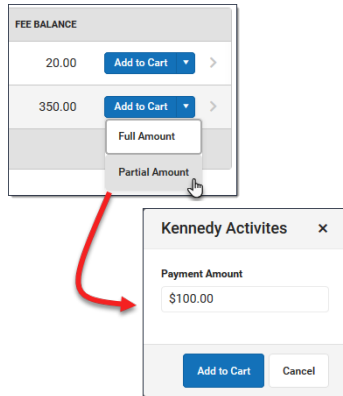 FEE BALANCE
20.00 Add to Cart
350.00 Add to Cart
Full Amount
Partial Amount
Kennedy Activites ×
Payment Amount
$100.00
Add to Cart Cancel